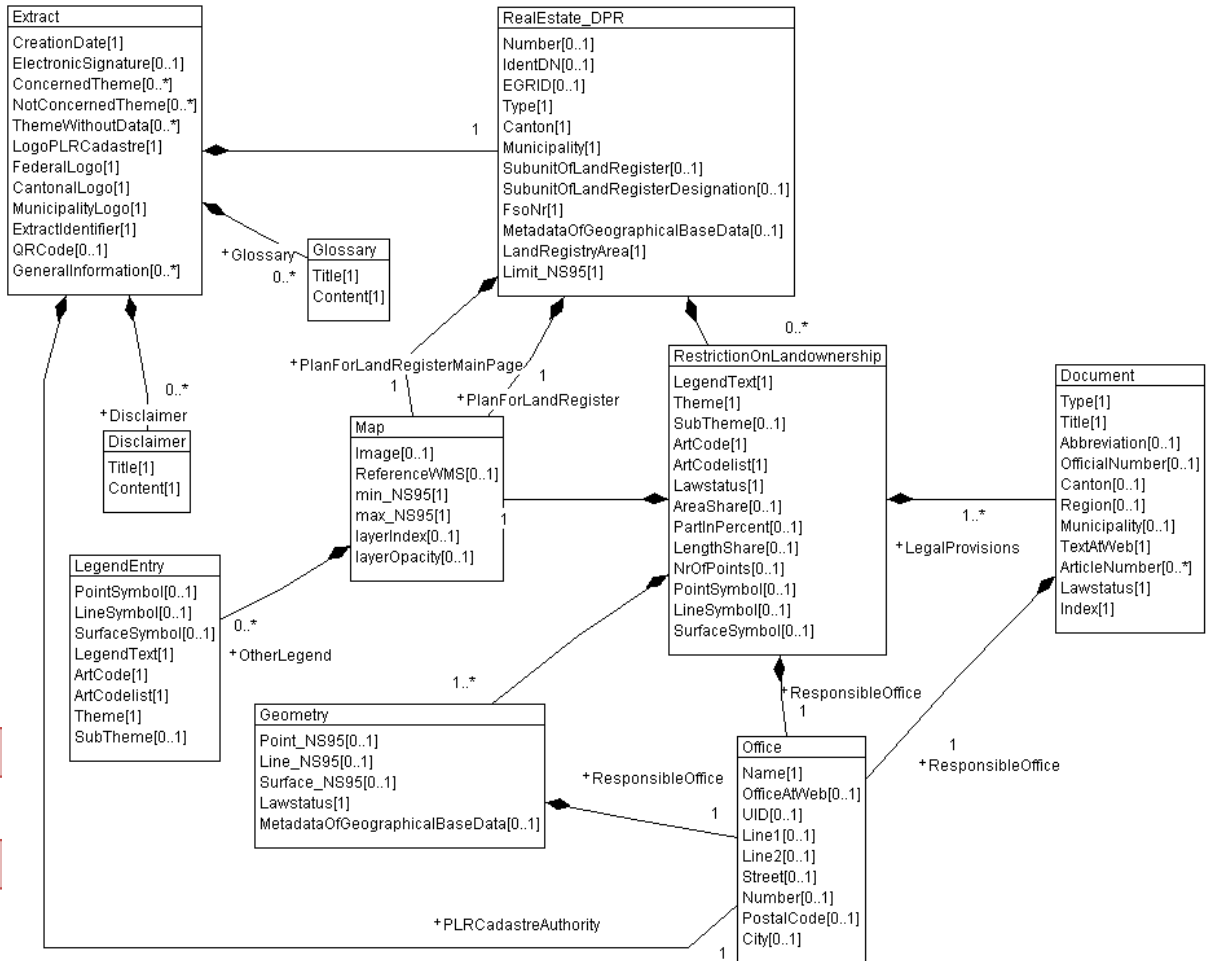 Extract
CreationDate[1]
ElectronicSignature[0..1]
ConcernedTheme[0..*]
NotConcernedTheme[0..*]
ThemeWithoutData[0..*]
LogoPLRCadastre[1]
FederalLogo[1]
CantonalLogo[1]
MunicipalityLogo[1]
ExtractIdentifier[1]
QRCode[0..1]
GeneralInformation[0..*]
1
RealEstate_DPR
Number[0..1]
IdentDN[0..1]
EGRID[0..1]
Type[1]
Canton[1]
Municipality[1]
SubunitOfLandRegister[0..1]
SubunitOfLandRegisterDesignation[0..1]
FsoNr[1]
MetadataOfGeographicalBaseData[0..1]
LandRegistryArea[1]
Limit_NS95[1]
+Glossary
0..*
Glossary
Title[1]
Content[1]
+PlanForLandRegisterMainPage
1
1
+PlanForLandRegister
0..*
+Disclaimer
0..*
Disclaimer
Title[1]
Content[1]
Map
Image[0..1]
ReferenceWMS[0..1]
min_NS95[1]
max_NS95[1]
layerIndex[0..1]
layerOpacity[0..1]
1
RestrictionOnLandownership
LegendText[1]
Theme[1]
SubTheme[0..1]
ArtCode[1]
ArtCodelist[1]
Lawstatus[1]
AreaShare[0..1]
PartInPercent[0..1]
LengthShare[0..1]
NrOfPoints[0..1]
PointSymbol[0..1]
LineSymbol[0..1]
SurfaceSymbol[0..1]
1..*
+LegalProvisions
Document
Type[1]
Title[1]
Abbreviation[0..1]
OfficialNumber[0..1]
Canton[0..1]
Region[0..1]
Municipality[0..1]
TextAtWeb[1]
ArticleNumber[0..*]
Lawstatus[1]
Index[1]
LegendEntry
PointSymbol[0..1]
LineSymbol[0..1]
SurfaceSymbol[0..1]
LegendText[1]
ArtCode[1]
ArtCodelist[1]
Theme[1]
SubTheme[0..1]
0..*
+OtherLegend
1..*
Geometry
Point_NS95[0..1]
Line_NS95[0..1]
Surface_NS95[0..1]
Lawstatus[1]
MetadataOfGeographicalBaseData[0..1]
+ResponsibleOffice
1
+ResponsibleOffice
1
1
+ResponsibleOffice
Office
Name[1]
OfficeAtWeb[0..1]
UID[0..1]
Line1[0..1]
Line2[0..1]
Street[0..1]
Number[0..1]
PostalCode[0..1]
City[0..1]
+PLRCadastreAuthority
1